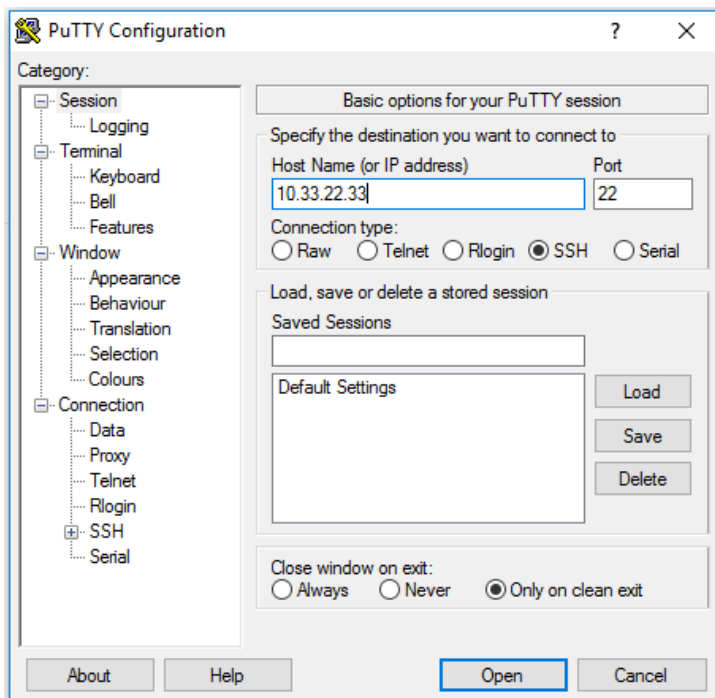 PuTTY Configuration
?
Category:
Session
Logging
Terminal
Keyboard
Bell
Features
Window
Appearance
Behaviour
Translation
Selection
Colours
Connection
Data
Proxy
Telnet
Rlogin
SSH
Serial
Basic options for your PuTTY session
Specify the destination you want to connect to
Host Name (or IP address) Port
10.33.22.33 22
Connection type:
Raw Telnet Rlogin SSH Serial
Load, save or delete a stored session
Saved Sessions
Default Settings
Load
Save
Delete
Close window on exit:
Always Never Only on clean exit
About Help Open Cancel